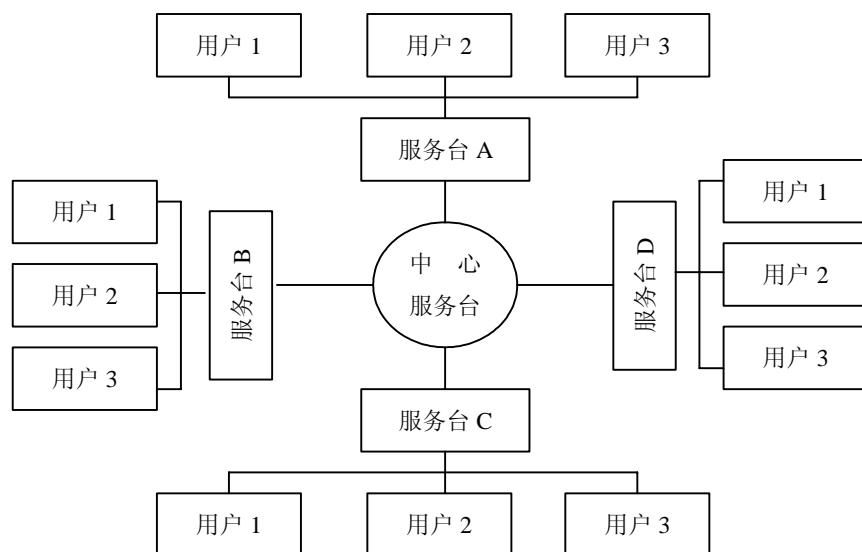 用户 1
用户 2
用户 3
服务台 A
用户 1
用户 2
用户 3
服务台 B
中 心
服务台
服务台 D
用户 1
用户 2
用户 3
服务台 C
用户 1
用户 2
用户 3